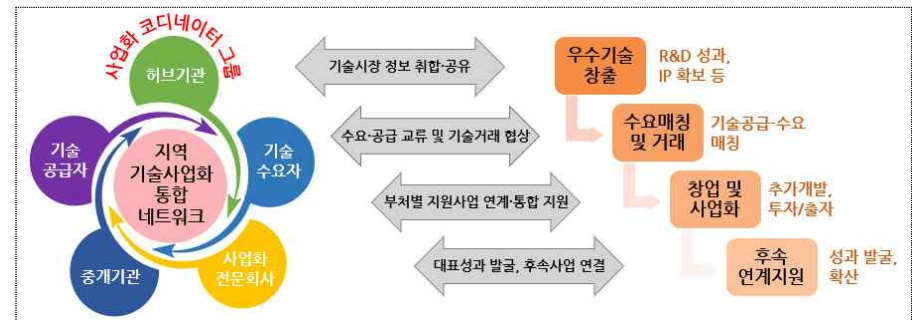 사업화 코디네이터 그룹
허브기관
기술
공급자
기술
수요자
지역
기술사업화
통합
네트워크
중개기관
사업화
전문회사
기술시장 정보 취합·공유
수요·공급 교류 및 기술거래 협상
부처별 지원사업 연계·통합 지원
대표성과 발굴, 후속사업 연결
우수기술
창출
R&D 성과,
IP 확보 등
수요매칭
및 거래
기술공급-수요
매칭
창업 및
사업화
추가개발,
투자/출자
후속
연계지원
성과 발굴,
확산